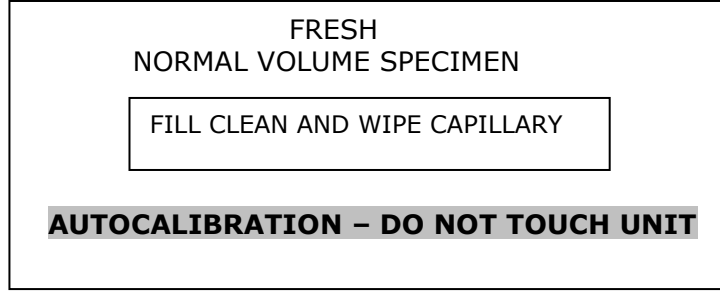 FRESH
NORMAL VOLUME SPECIMEN
FILL CLEAN AND WIPE CAPILLARY
AUTOCALIBRATION – DO NOT TOUCH UNIT